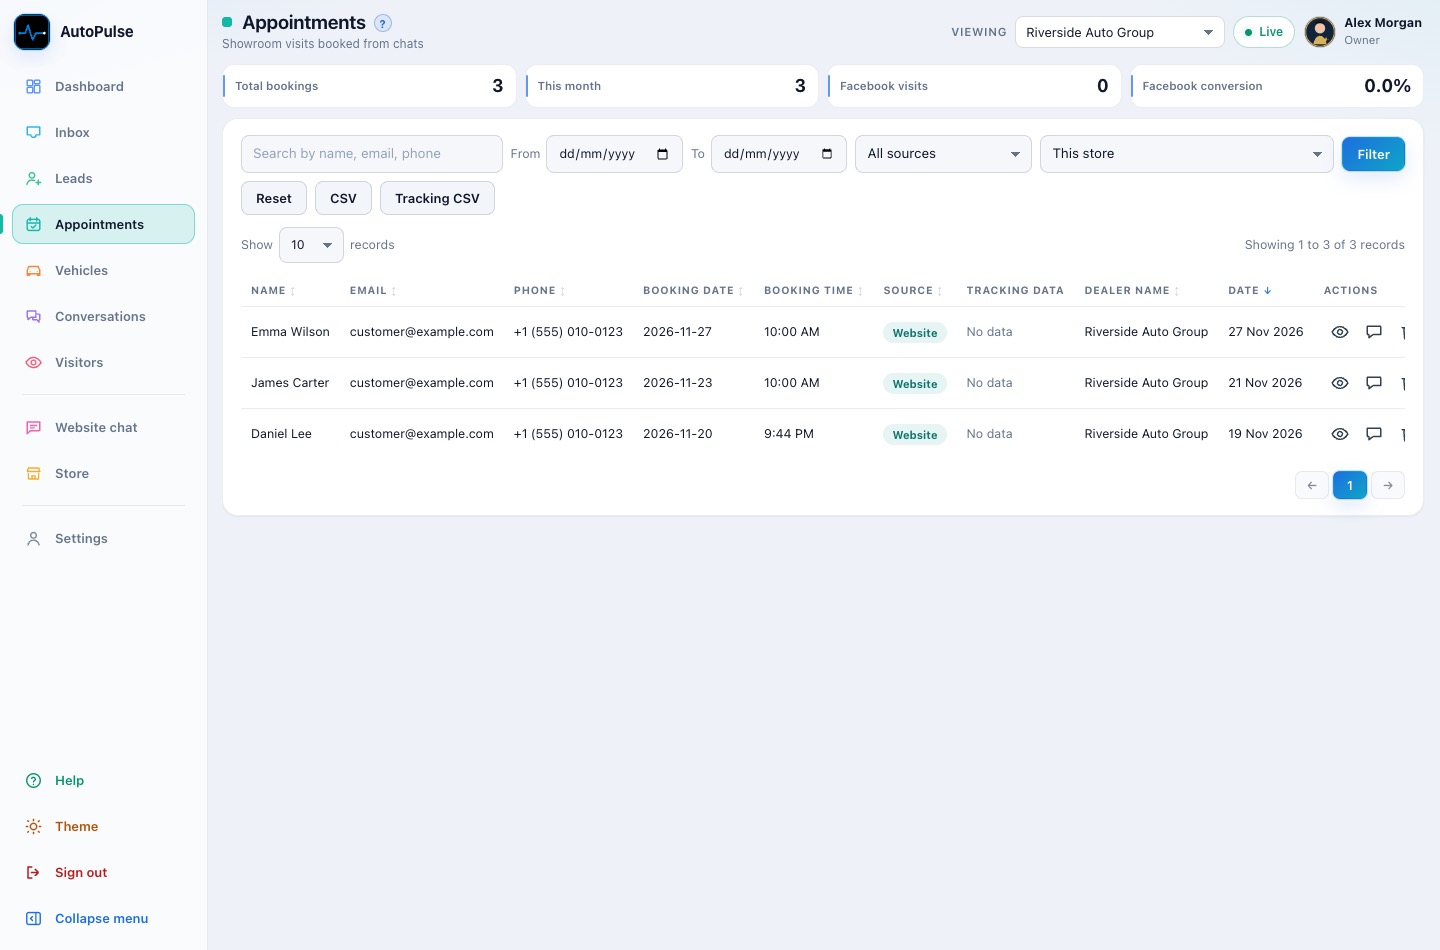 AutoPulse
Dashboard
Inbox
Leads
Appointments
Vehicles
Conversations
Visitors
Website chat
Store
Settings
Help
Theme
Sign out
Collapse menu
Appointments ?
Showroom visits booked from chats
VIEWING Riverside Auto Group Live Alex Morgan
Owner
Total bookings 3
This month 3
Facebook visits 0
Facebook conversion 0.0%
Search by name, email, phone From dd/mm/yyyy To dd/mm/yyyy All sources This store Filter
Reset CSV Tracking CSV
Show 10 records Showing 1 to 3 of 3 records
NAME EMAIL PHONE BOOKING DATE BOOKING TIME SOURCE TRACKING DATA DEALER NAME DATE ACTIONS
Emma Wilson customer@example.com +1 (555) 010-0123 2026-11-27 10:00 AM Website No data Riverside Auto Group 27 Nov 2026
James Carter customer@example.com +1 (555) 010-0123 2026-11-23 10:00 AM Website No data Riverside Auto Group 21 Nov 2026
Daniel Lee customer@example.com +1 (555) 010-0123 2026-11-20 9:44 PM Website No data Riverside Auto Group 19 Nov 2026
← 1 →